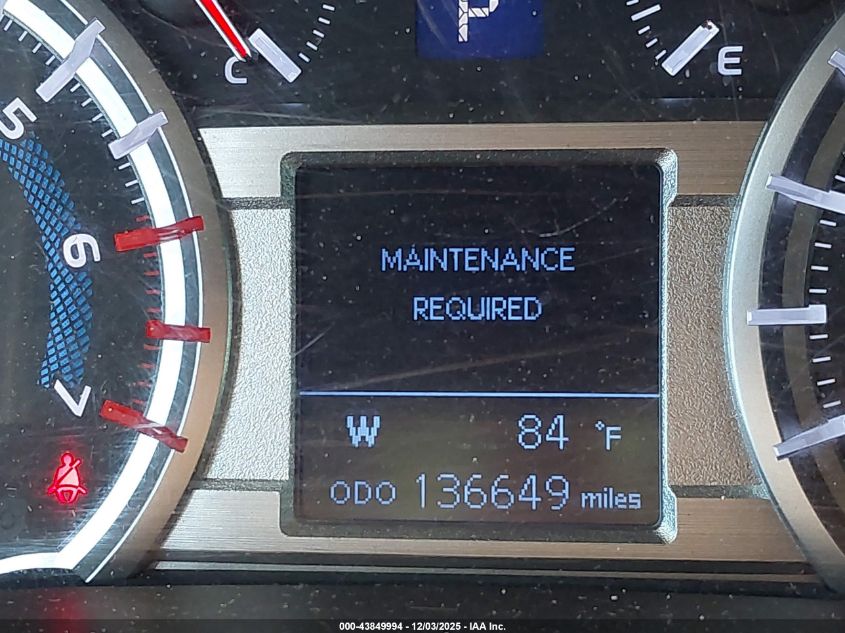 P
C
E
5
6
7
MAINTENANCE
REQUIRED
W 84 °F
ODO 136649 miles
000-43849994 - 12/03/2025 - IAA Inc.